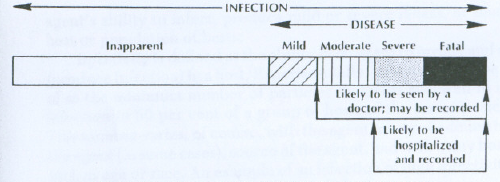 INFECTION
DISEASE
Inapparent Mild Moderate Severe Fatal
Likely to be seen by a
doctor; may be recorded
Likely to be
hospitalized
and recorded